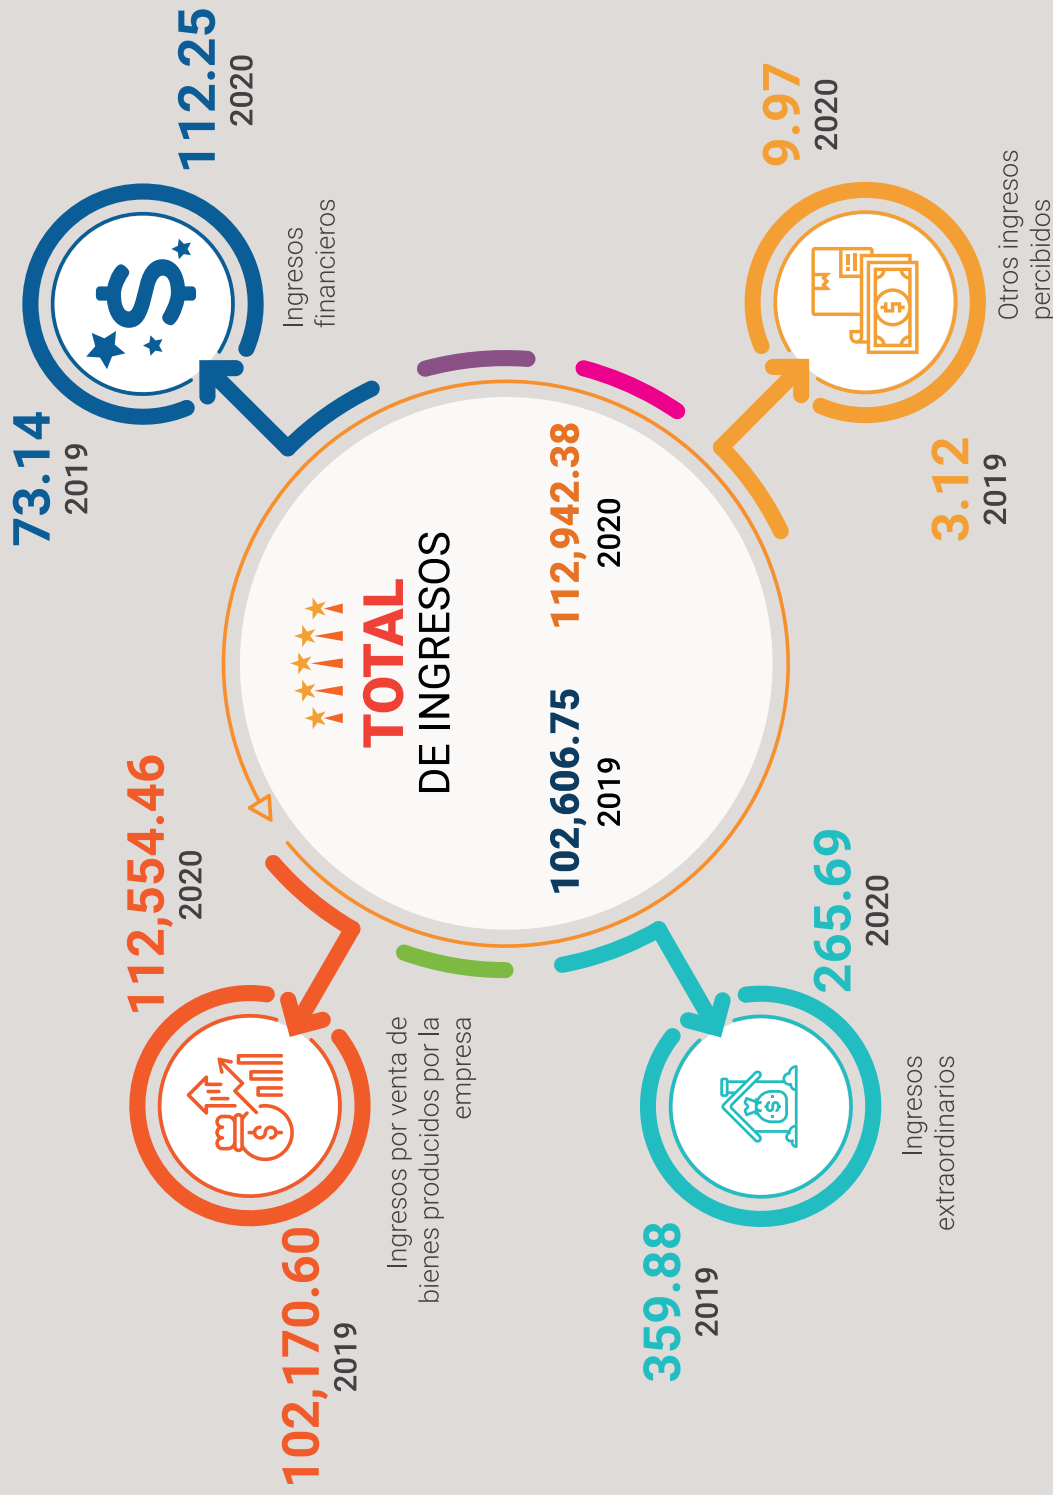 102,170.60
2019
112,554.46
2020
Ingresos por venta de
bienes producidos por la
empresa
73.14
2019
112.25
2020
Ingresos
financieros
TOTAL
DE INGRESOS
102,606.75
2019
112,942.38
2020
359.88
2019
265.69
2020
Ingresos
extraordinarios
3.12
2019
9.97
2020
Otros ingresos
percibidos